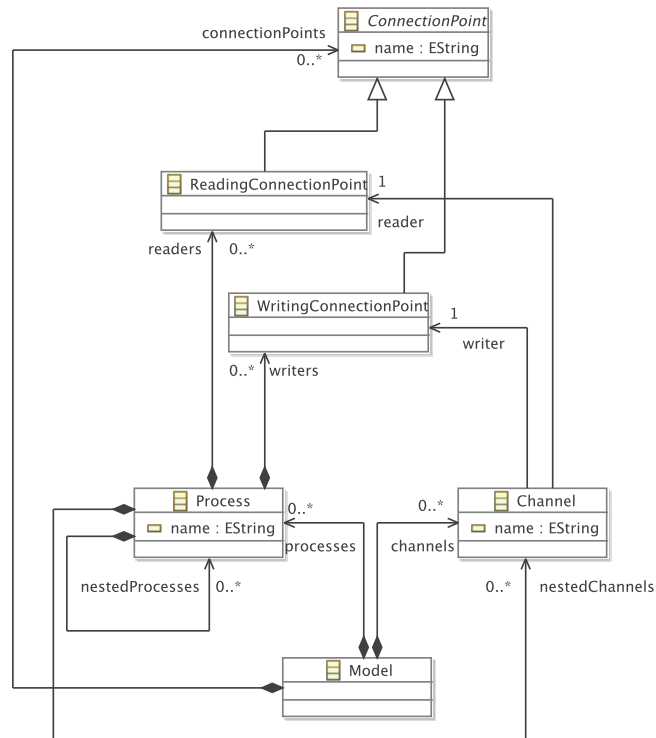 ConnectionPoint
connectionPoints
name : EString
0..*
ReadingConnectionPoint
1
reader
readers 0..*
WritingConnectionPoint
1
writer
0..* writers
Process
Channel
0..*
0..*
name : EString
name : EString
processes
channels
nestedProcesses 0..*
0..* nestedChannels
Model